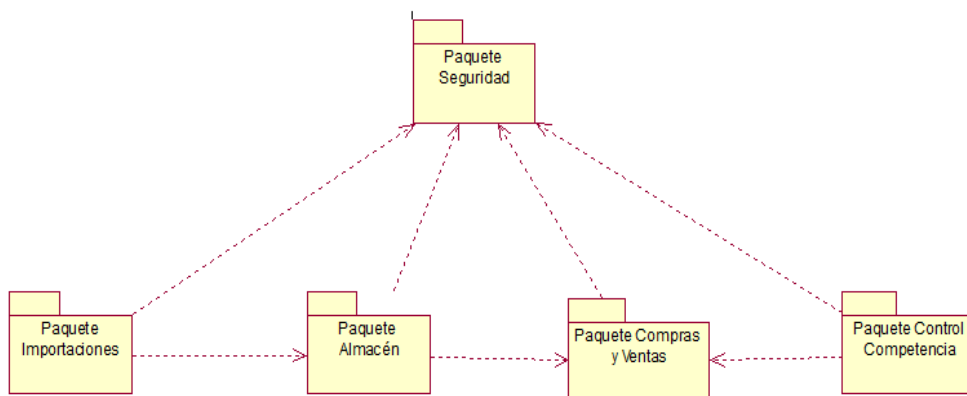 Paquete
Seguridad
Paquete
Importaciones
Paquete
Almacén
Paquete Compras
y Ventas
Paquete Control
Competencia